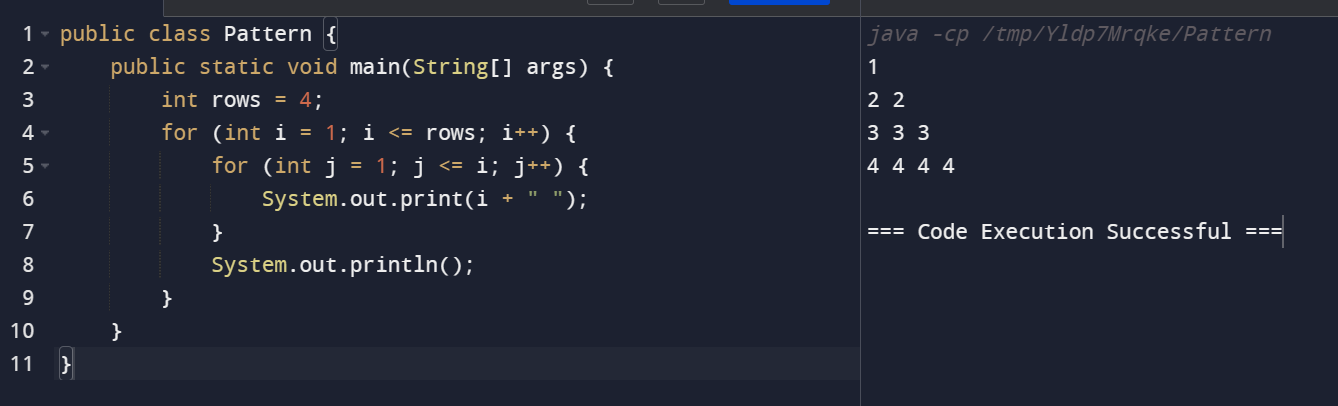 1 public class Pattern {
2     public static void main(String[] args) {
3         int rows = 4;
4         for (int i = 1; i <= rows; i++) {
5             for (int j = 1; j <= i; j++) {
6                 System.out.print(i + " ");
7             }
8             System.out.println();
9         }
10     }
11 }
java -cp /tmp/Yldp7Mrqke/Pattern
1
2 2
3 3 3
4 4 4 4
=== Code Execution Successful ===